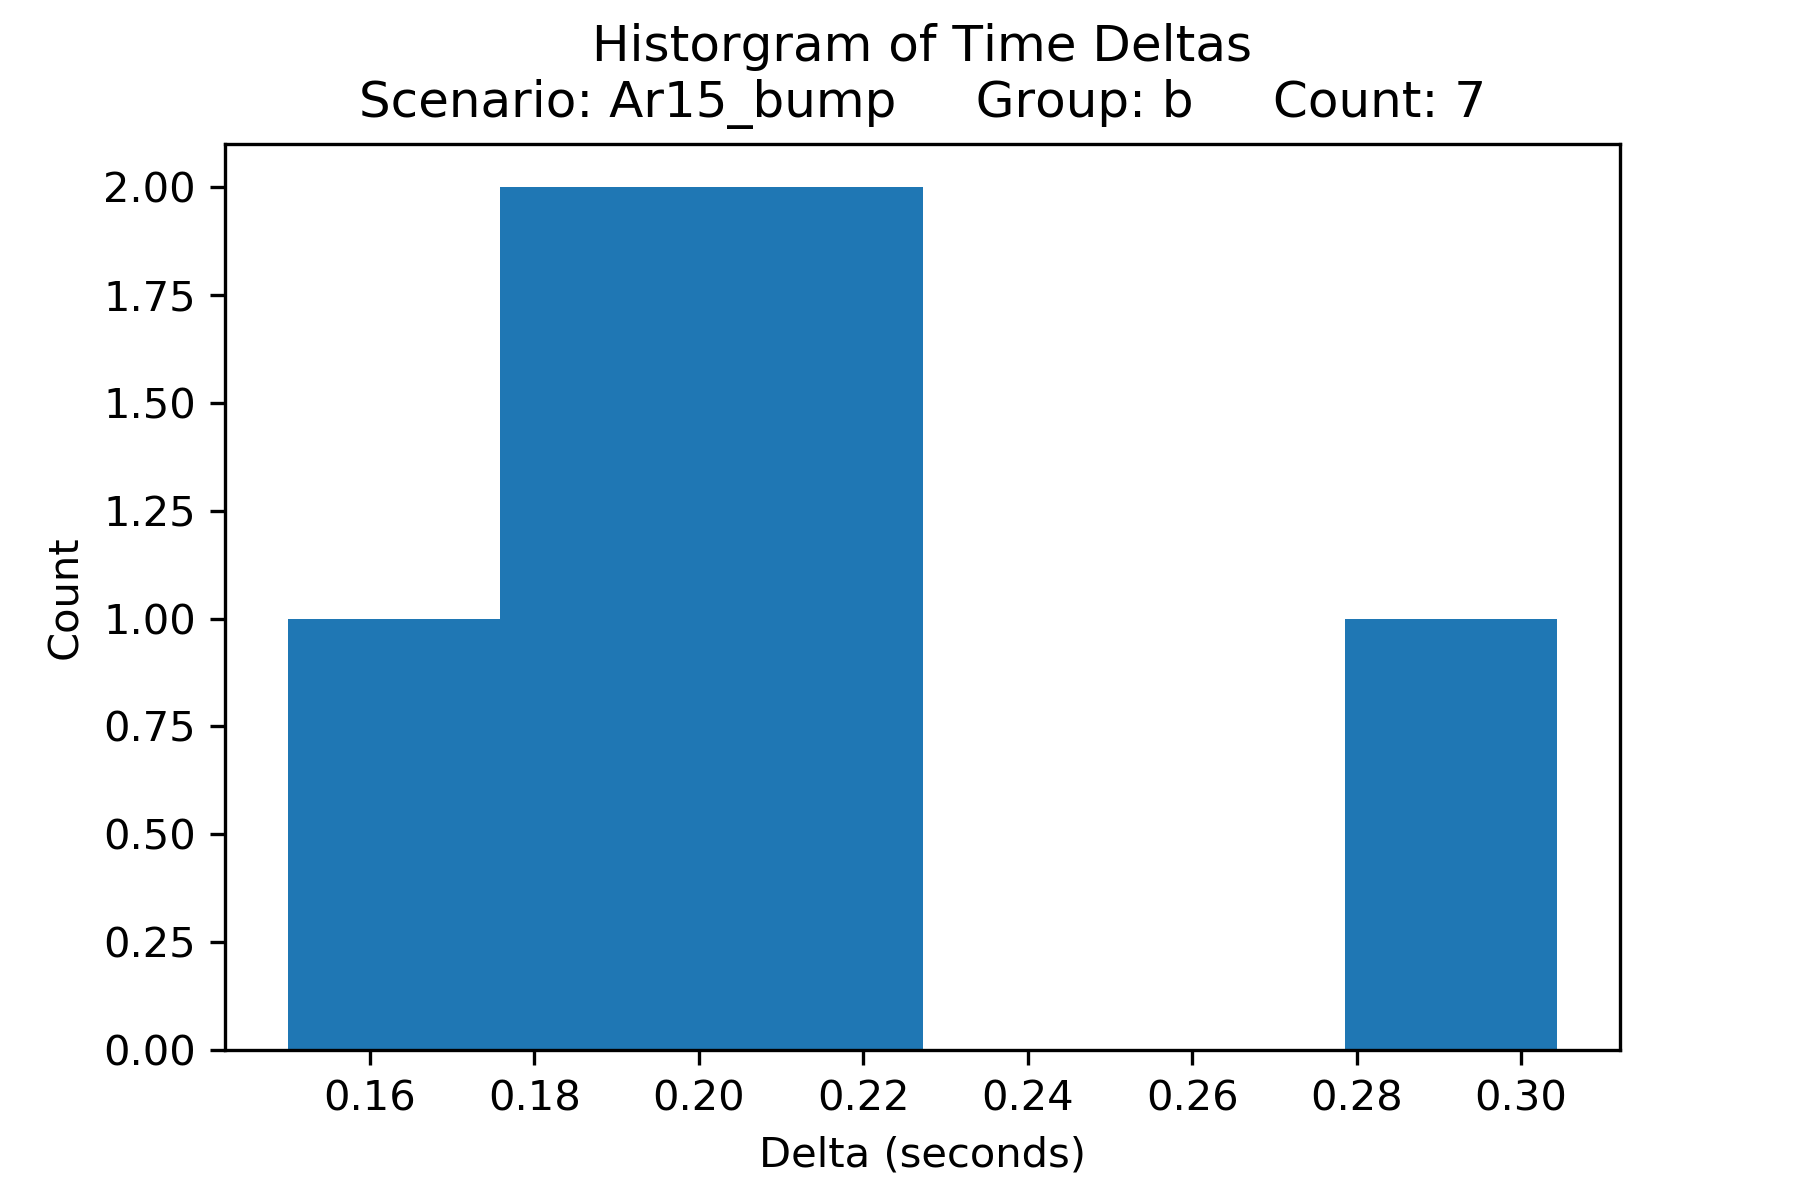 Historgram of Time Deltas
Scenario: Ar15_bump     Group: b     Count: 7
2.00
1.75
1.50
1.25
1.00
0.75
0.50
0.25
0.00
Count
0.16 0.18 0.20 0.22 0.24 0.26 0.28 0.30
Delta (seconds)